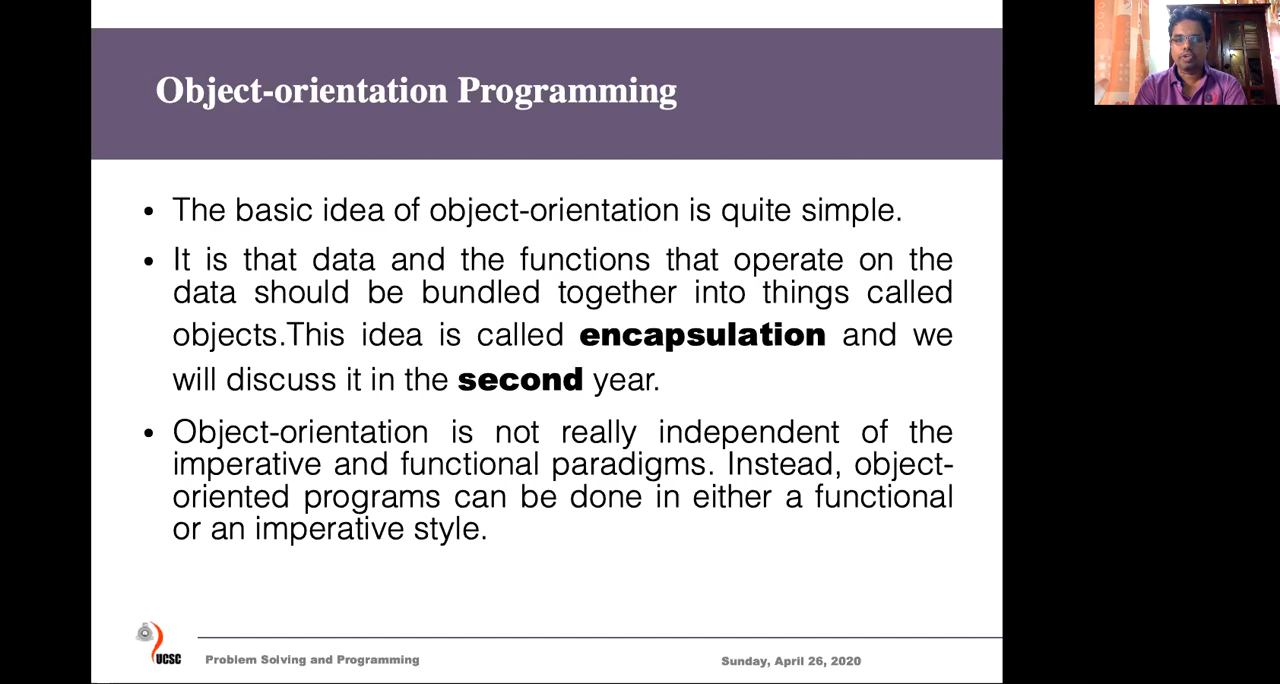 Object-orientation Programming
• The basic idea of object-orientation is quite simple.
• It is that data and the functions that operate on the
data should be bundled together into things called
objects.This idea is called encapsulation and we
will discuss it in the second year.
• Object-orientation is not really independent of the
imperative and functional paradigms. Instead, object-
oriented programs can be done in either a functional
or an imperative style.
UCSC
Problem Solving and Programming
Sunday, April 26, 2020